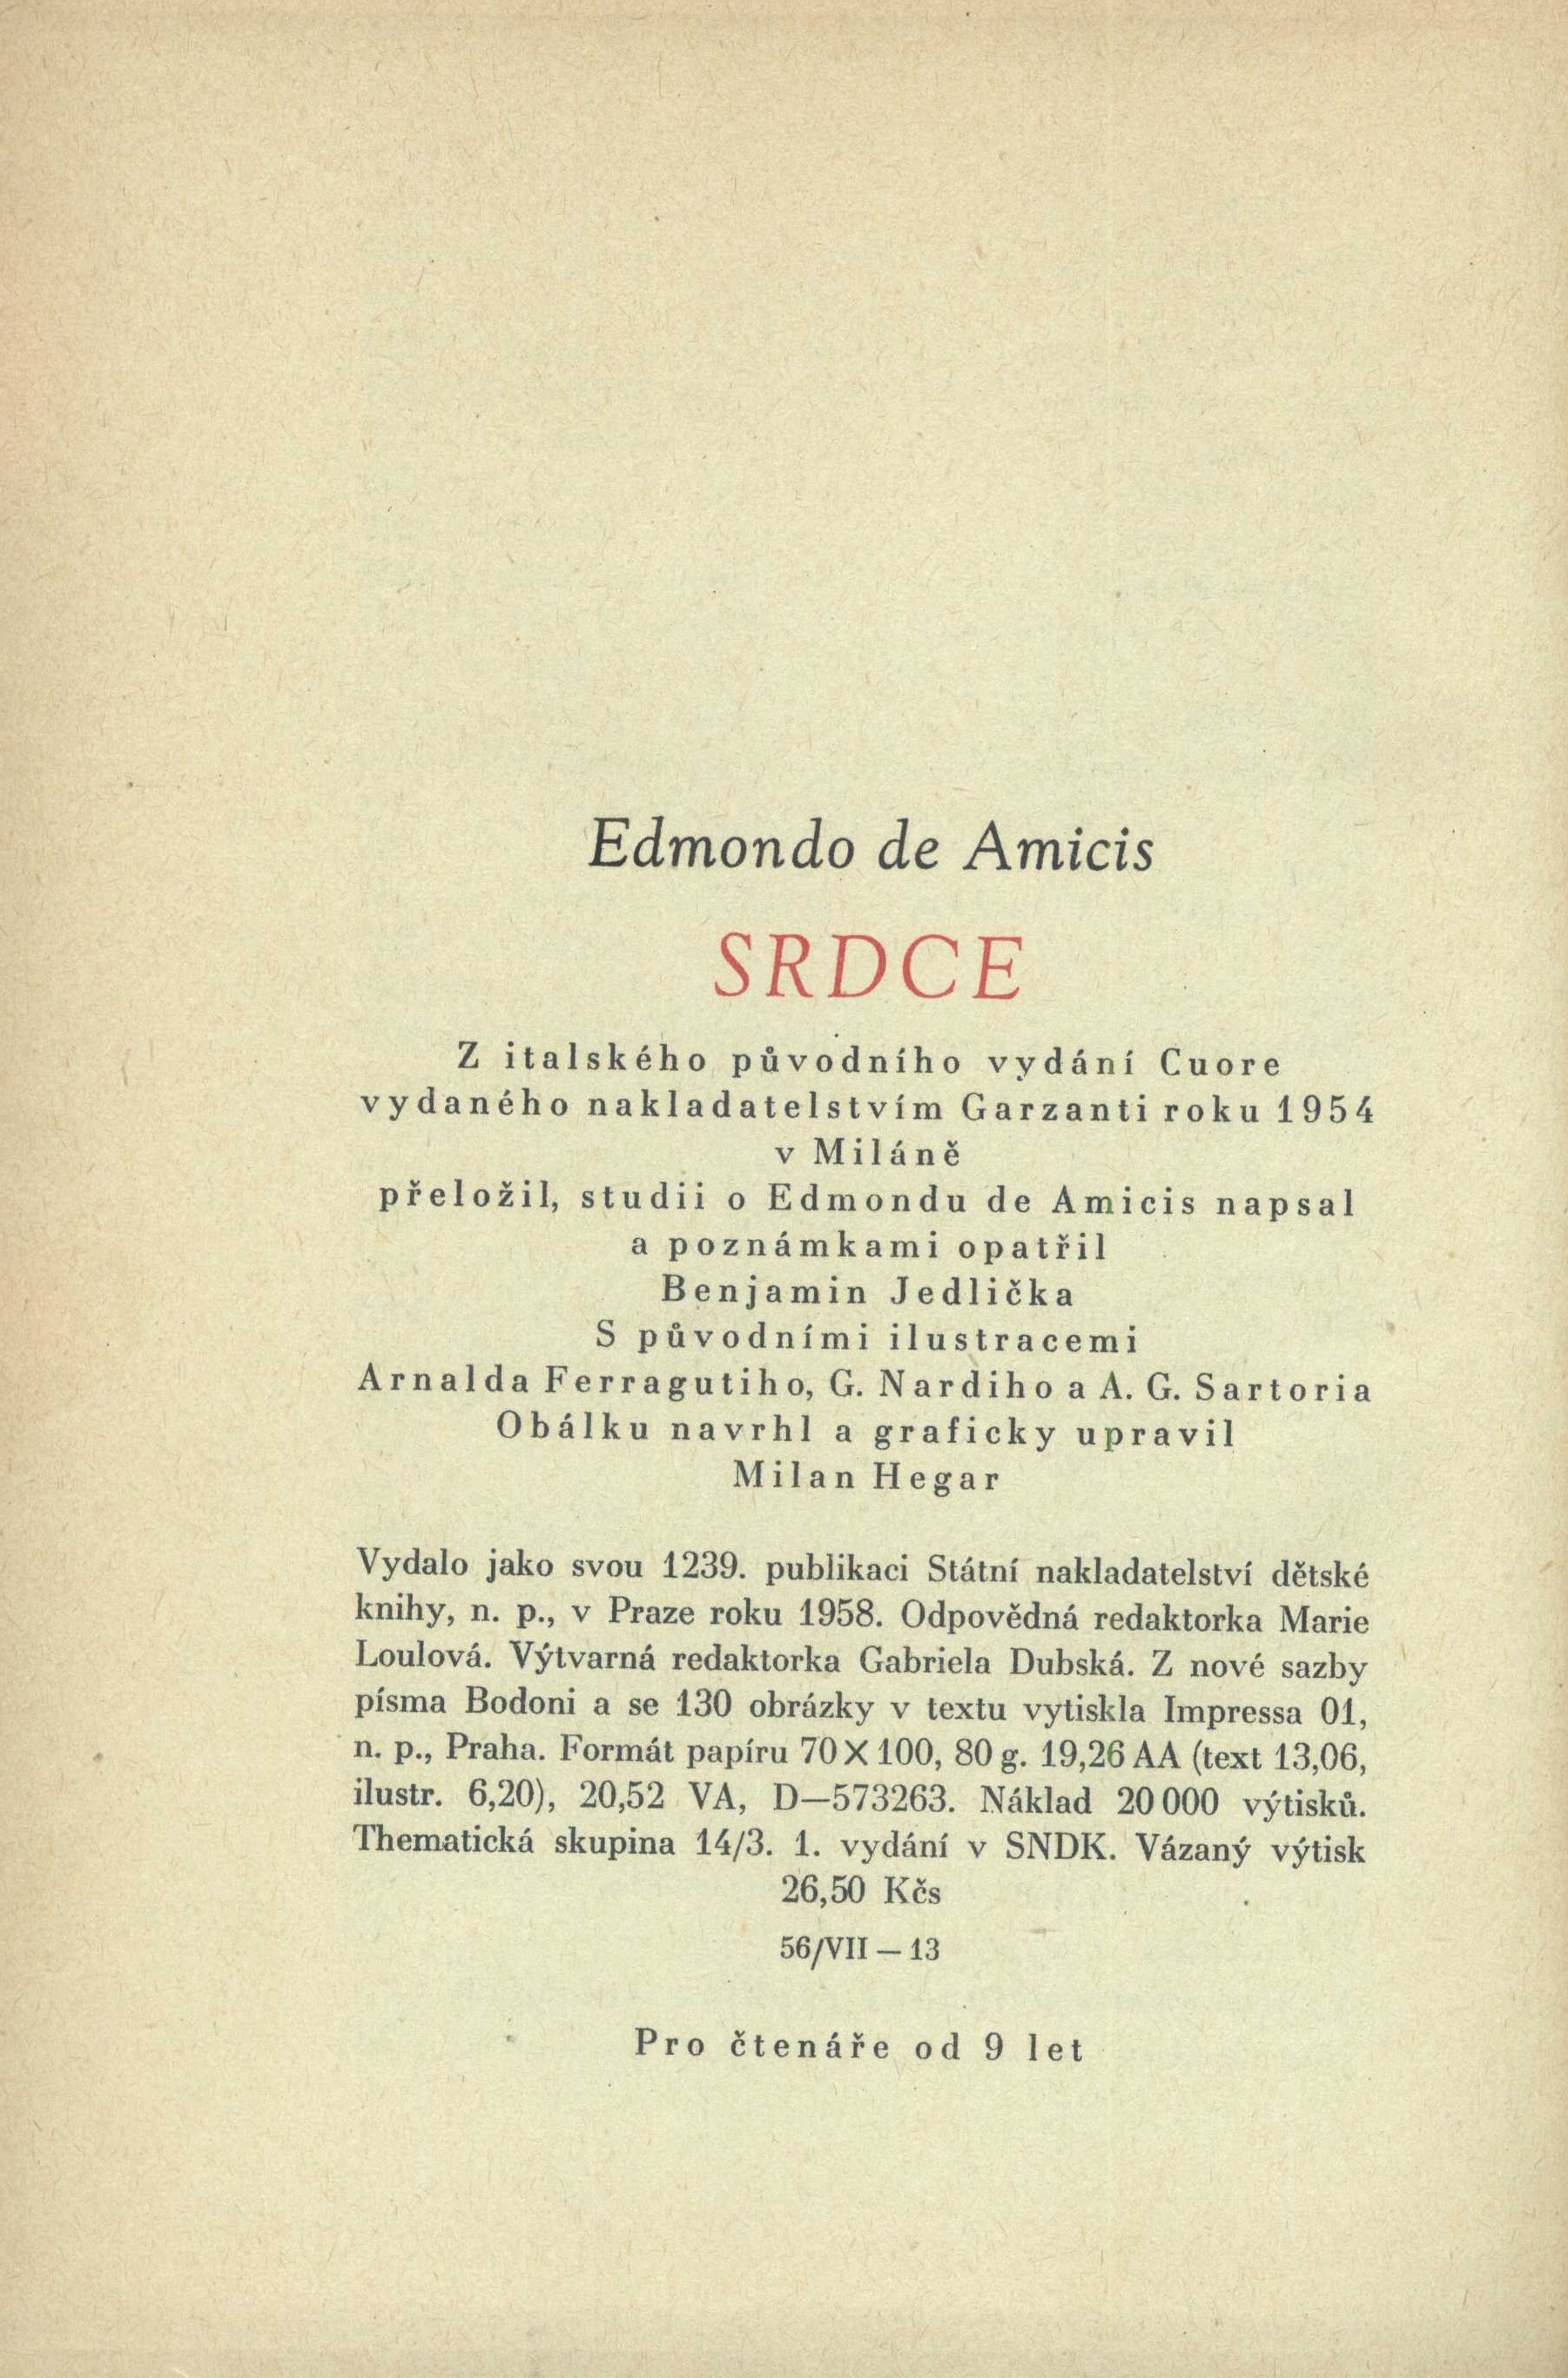 Edmondo de Amicis
SRDCE
Z italského původního vydání Cuore
vydaného nakladatelstvím Garzanti roku 1954
v Miláně
přeložil, studii o Edmondu de Amicis napsal
a poznámkami opatřil
Benjamin Jedlička
S původními ilustracemi
Arnalda Ferragutiho, G. Nardiho a A. G. Sartoria
Obálku navrhl a graficky upravil
Milan Hegar
Vydalo jako svou 1239. publikaci Státní nakladatelství dětské
knihy, n. p., v Praze roku 1958. Odpovědná redaktorka Marie
Loulová. Výtvarná redaktorka Gabriela Dubská. Z nové sazby
písma Bodoni a se 130 obrázky v textu vytiskla Impressa 01,
n. p., Praha. Formát papíru 70 × 100, 80 g. 19,26 AA (text 13,06,
ilustr. 6,20), 20,52 VA, D—573263. Náklad 20 000 výtisků.
Thematická skupina 14/3. 1. vydání v SNDK. Vázaný výtisk
26,50 Kčs
56/VII — 13
Pro čtenáře od 9 let